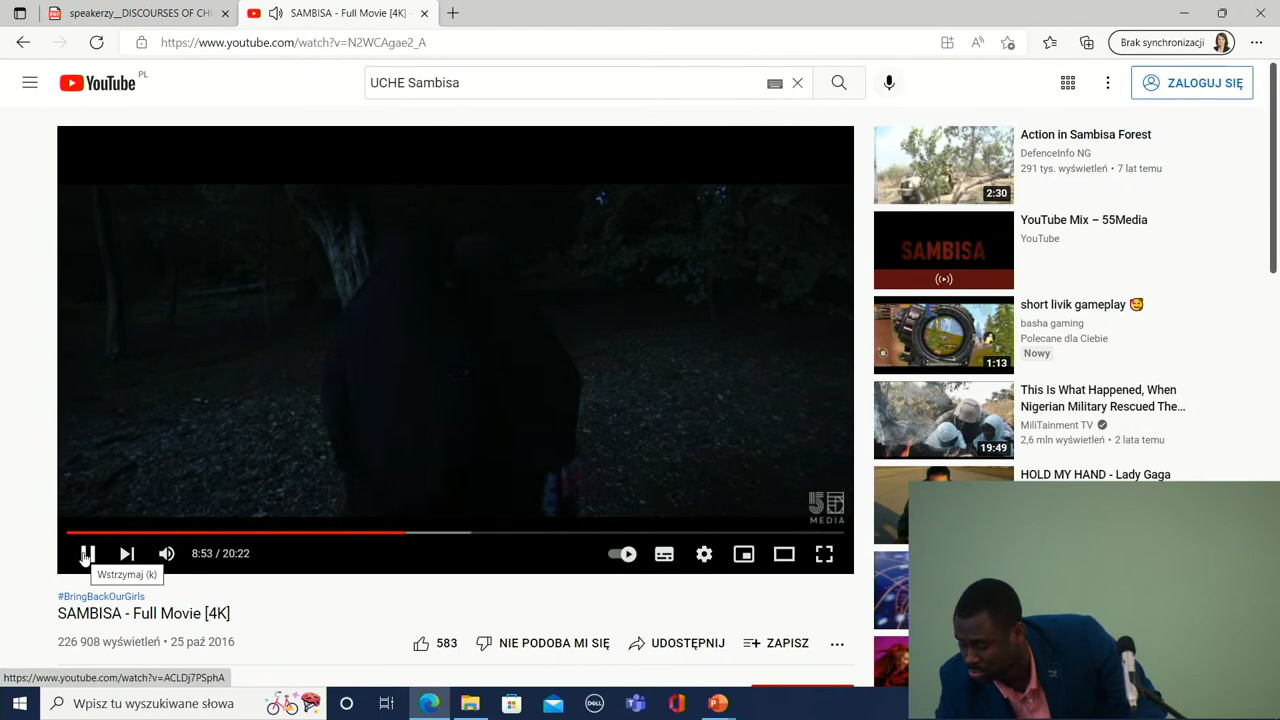 speakerzy__DISCOURSES OF CHI
SAMBISA - Full Movie [4K] -
https://www.youtube.com/watch?v=N2WCAgae2_A
Brak synchronizacji
YouTube PL
UCHE Sambisa
ZALOGUJ SIĘ
Action in Sambisa Forest
DefenceInfo NG
291 tys. wyświetleń • 7 lat temu
2:30
YouTube Mix – 55Media
YouTube
SAMBISA
short livik gameplay 🥰
basha gaming
Polecane dla Ciebie
Nowy
1:13
This Is What Happened, When
Nigerian Military Rescued The…
MiliTainment TV
2,6 mln wyświetleń • 2 lata temu
19:49
HOLD MY HAND - Lady Gaga
55
MEDIA
8:53 / 20:22
Wstrzymaj (k)
#BringBackOurGirls
SAMBISA - Full Movie [4K]
226 908 wyświetleń • 25 paź 2016
583
NIE PODOBA MI SIĘ
UDOSTĘPNIJ
ZAPISZ
https://www.youtube.com/watch?v=ACLDj7PSphA
Wpisz tu wyszukiwane słowa
DELL